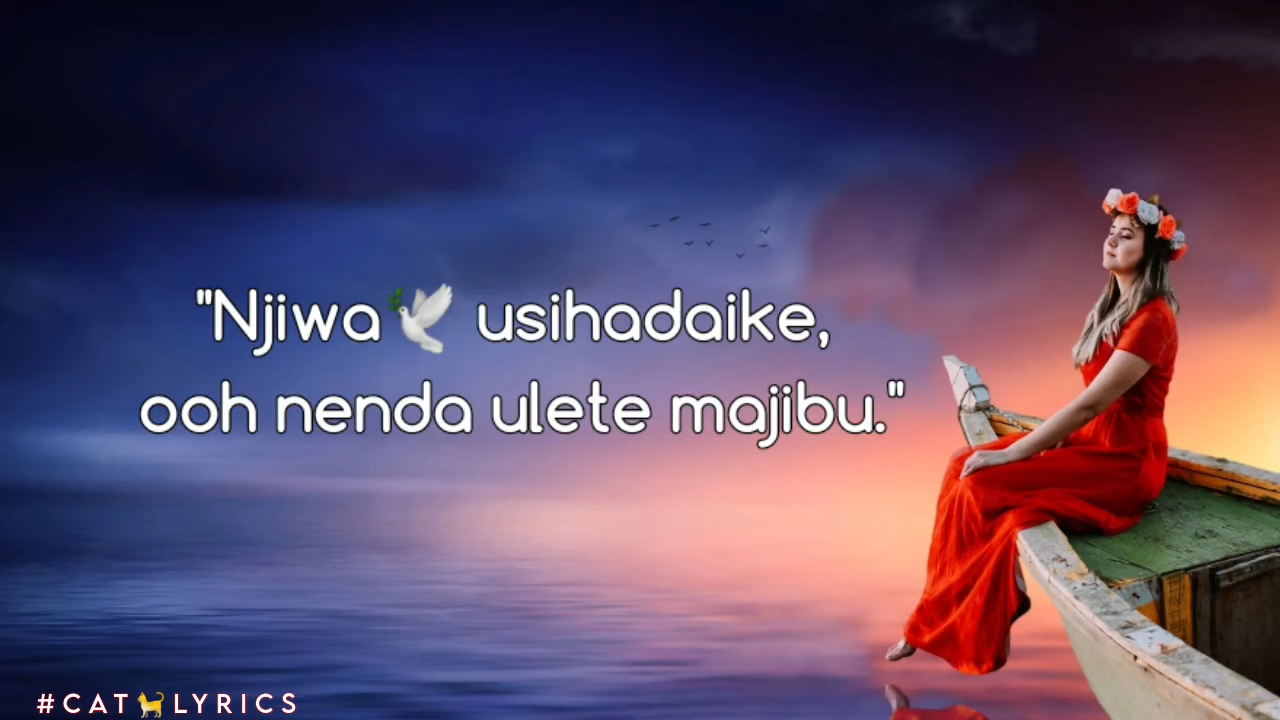 "Njiwa🕊️ usihadaike,
ooh nenda ulete majibu."
#CAT🐈LYRICS